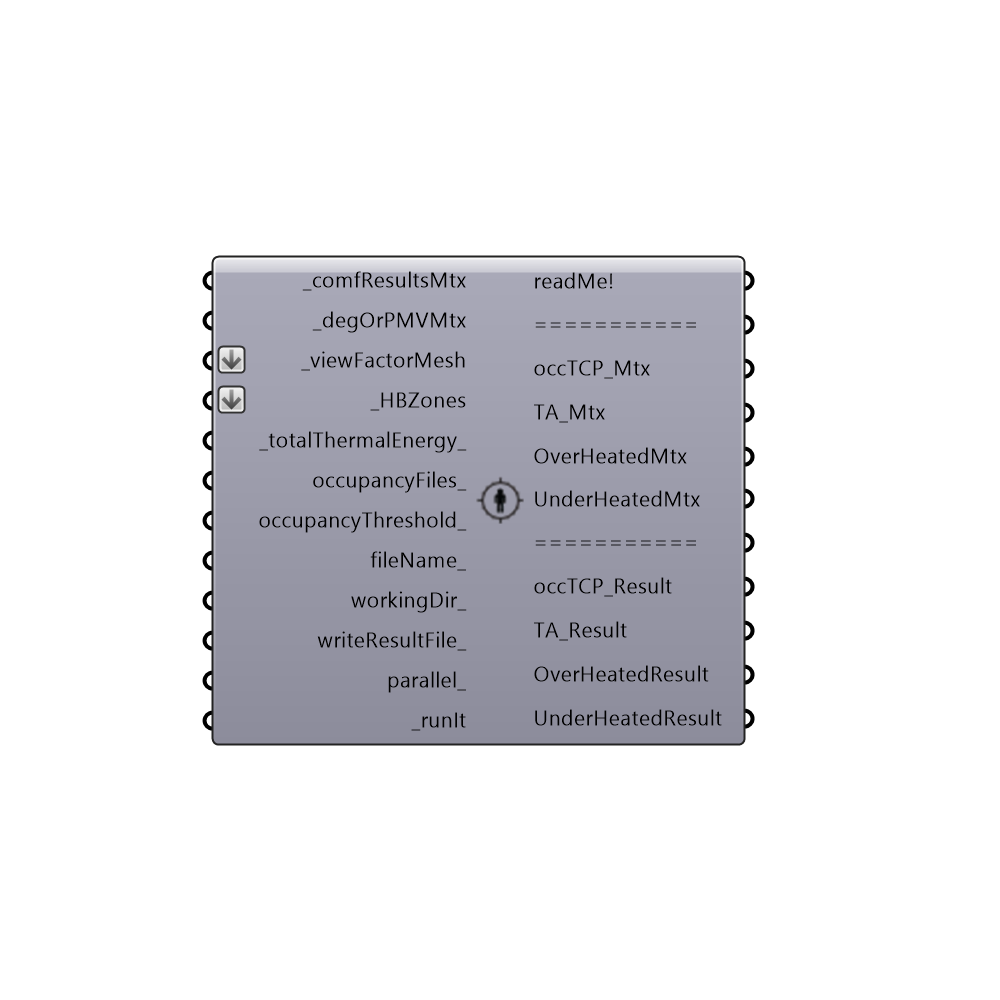 _comfResultsMtx
_degOrPMVMtx
_viewFactorMesh
_HBZones
_totalThermalEnergy_
occupancyFiles_
occupancyThreshold_
fileName_
workingDir_
writeResultFile_
parallel_
_runIt
readMe!
===========
occTCP_Mtx
TA_Mtx
OverHeatedMtx
UnderHeatedMtx
===========
occTCP_Result
TA_Result
OverHeatedResult
UnderHeatedResult